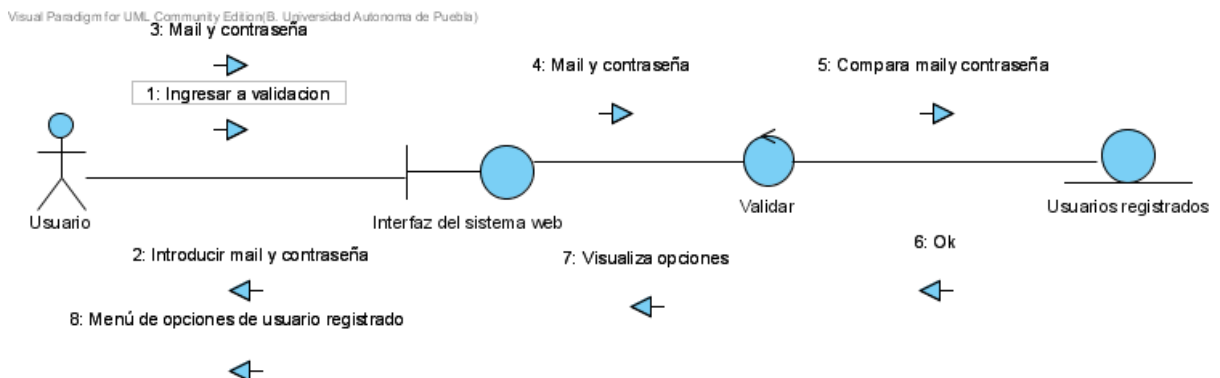 Visual Paradigm for UML Community Edition(B. Universidad Autonoma de Puebla)
3: Mail y contraseña
1: Ingresar a validacion
4: Mail y contraseña
5: Compara maily contraseña
Usuario
Interfaz del sistema web
Validar
Usuarios registrados
2: Introducir mail y contraseña
7: Visualiza opciones
6: Ok
8: Menú de opciones de usuario registrado